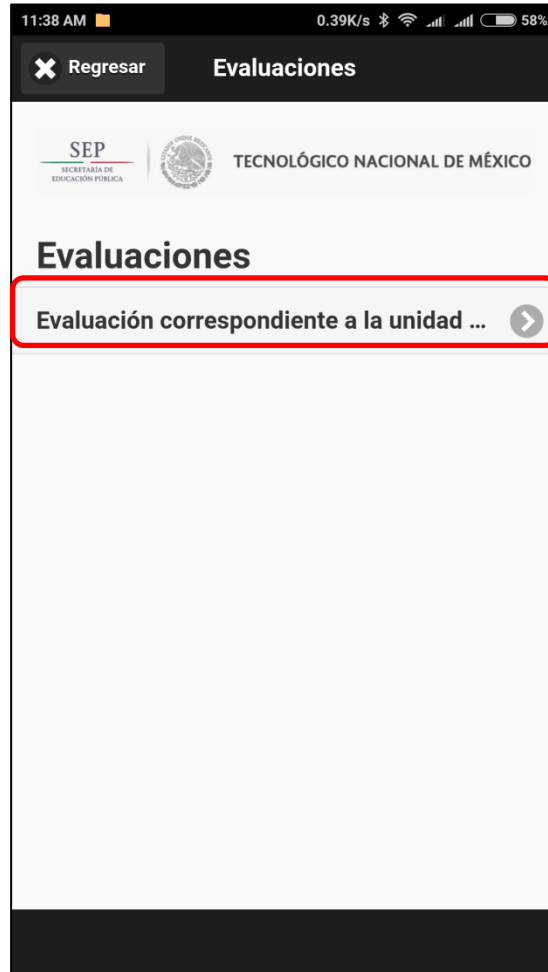 11:38 AM 0.39K/s 58%
Regresar Evaluaciones
SEP
SECRETARÍA DE
EDUCACIÓN PÚBLICA
TECNOLÓGICO NACIONAL DE MÉXICO
Evaluaciones
Evaluación correspondiente a la unidad ...